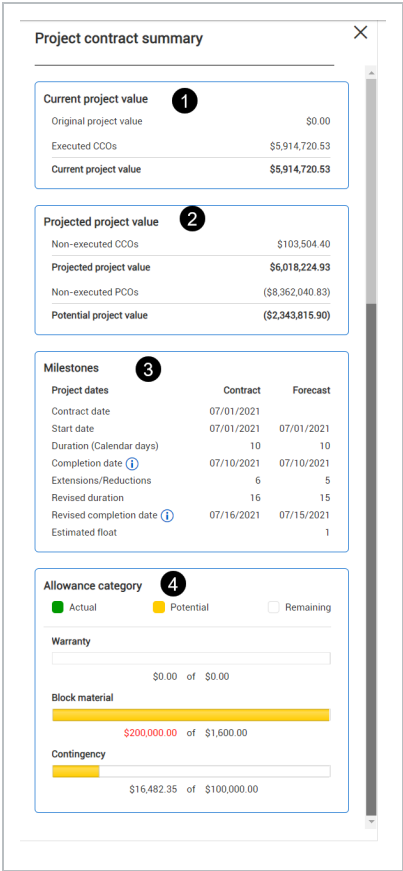 Project contract summary
Current project value 1
Original project value $0.00
Executed CCOs $5,914,720.53
Current project value $5,914,720.53
Projected project value 2
Non-executed CCOs $103,504.40
Projected project value $6,018,224.93
Non-executed PCOs ($8,362,040.83)
Potential project value ($2,343,815.90)
Milestones 3
Project dates Contract Forecast
Contract date 07/01/2021
Start date 07/01/2021 07/01/2021
Duration (Calendar days) 10 10
Completion date i 07/10/2021 07/10/2021
Extensions/Reductions 6 5
Revised duration 16 15
Revised completion date i 07/16/2021 07/15/2021
Estimated float 1
Allowance category 4
Actual Potential Remaining
Warranty
$0.00 of $0.00
Block material
$200,000.00 of $1,600.00
Contingency
$16,482.35 of $100,000.00